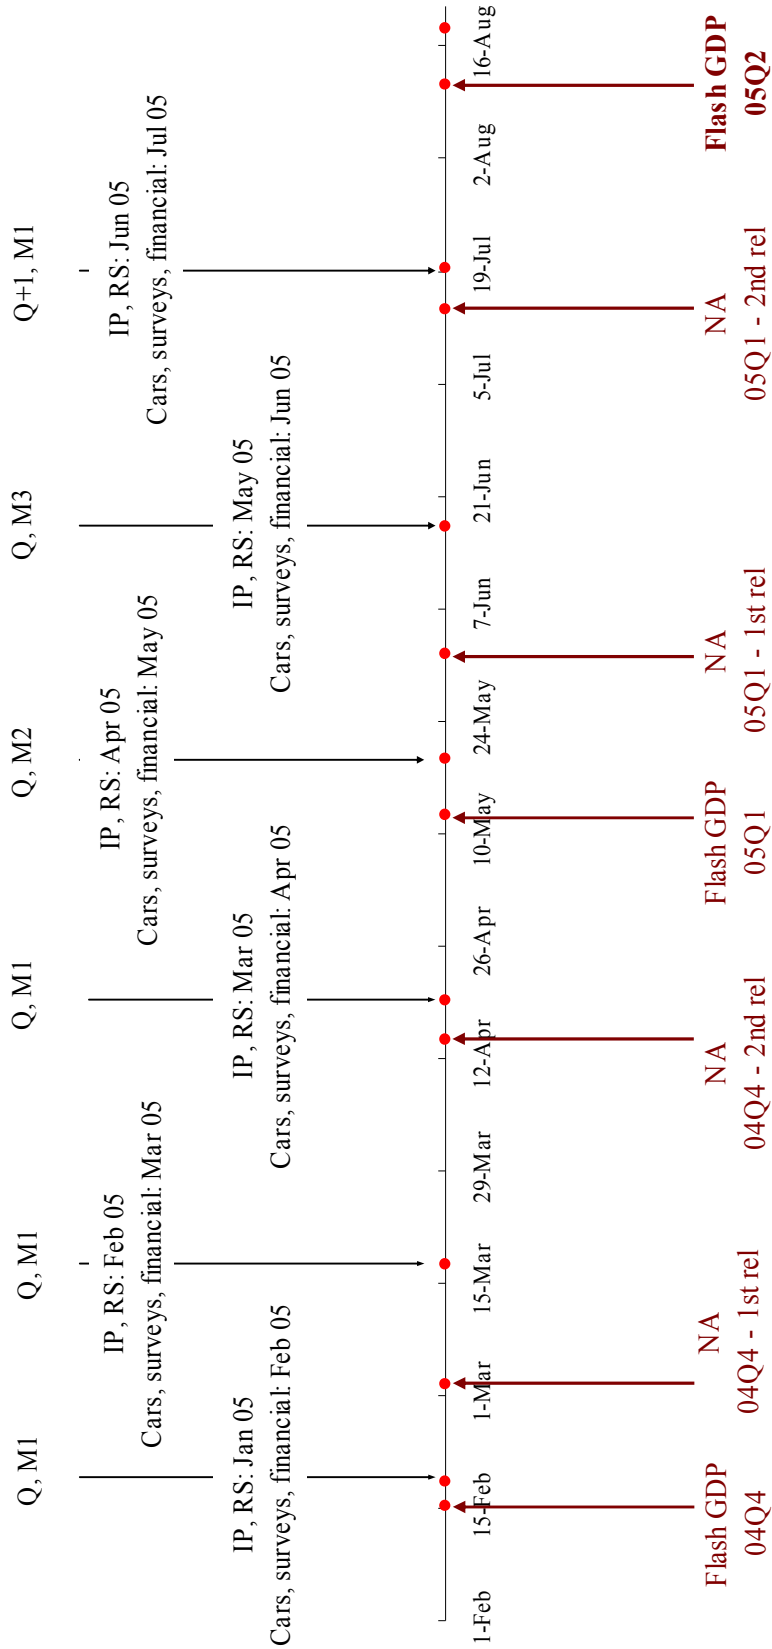 Q, M1
Q, M1
Q, M1
Q, M2
Q, M3
Q+1, M1
IP, RS: Jan 05
Cars, surveys, financial: Feb 05
IP, RS: Feb 05
Cars, surveys, financial: Mar 05
IP, RS: Mar 05
Cars, surveys, financial: Apr 05
IP, RS: Apr 05
Cars, surveys, financial: May 05
IP, RS: May 05
Cars, surveys, financial: Jun 05
IP, RS: Jun 05
Cars, surveys, financial: Jul 05
1-Feb
15-Feb
1-Mar
15-Mar
29-Mar
12-Apr
26-Apr
10-May
24-May
7-Jun
21-Jun
5-Jul
19-Jul
2-Aug
16-Aug
Flash GDP
04Q4
NA
04Q4 - 1st rel
NA
04Q4 - 2nd rel
Flash GDP
05Q1
NA
05Q1 - 1st rel
NA
05Q1 - 2nd rel
Flash GDP
05Q2